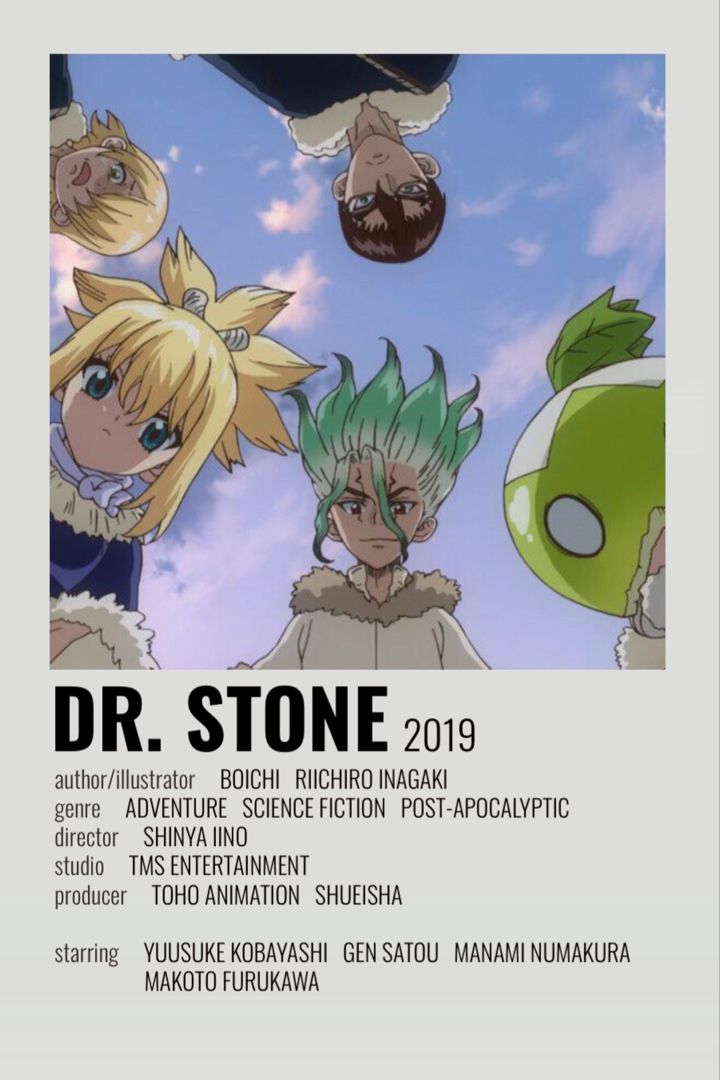 DR. STONE 2019
author/illustrator BOICHI RIICHIRO INAGAKI
genre ADVENTURE SCIENCE FICTION POST-APOCALYPTIC
director SHINYA IINO
studio TMS ENTERTAINMENT
producer TOHO ANIMATION SHUEISHA
starring YUUSUKE KOBAYASHI GEN SATOU MANAMI NUMAKURA
MAKOTO FURUKAWA